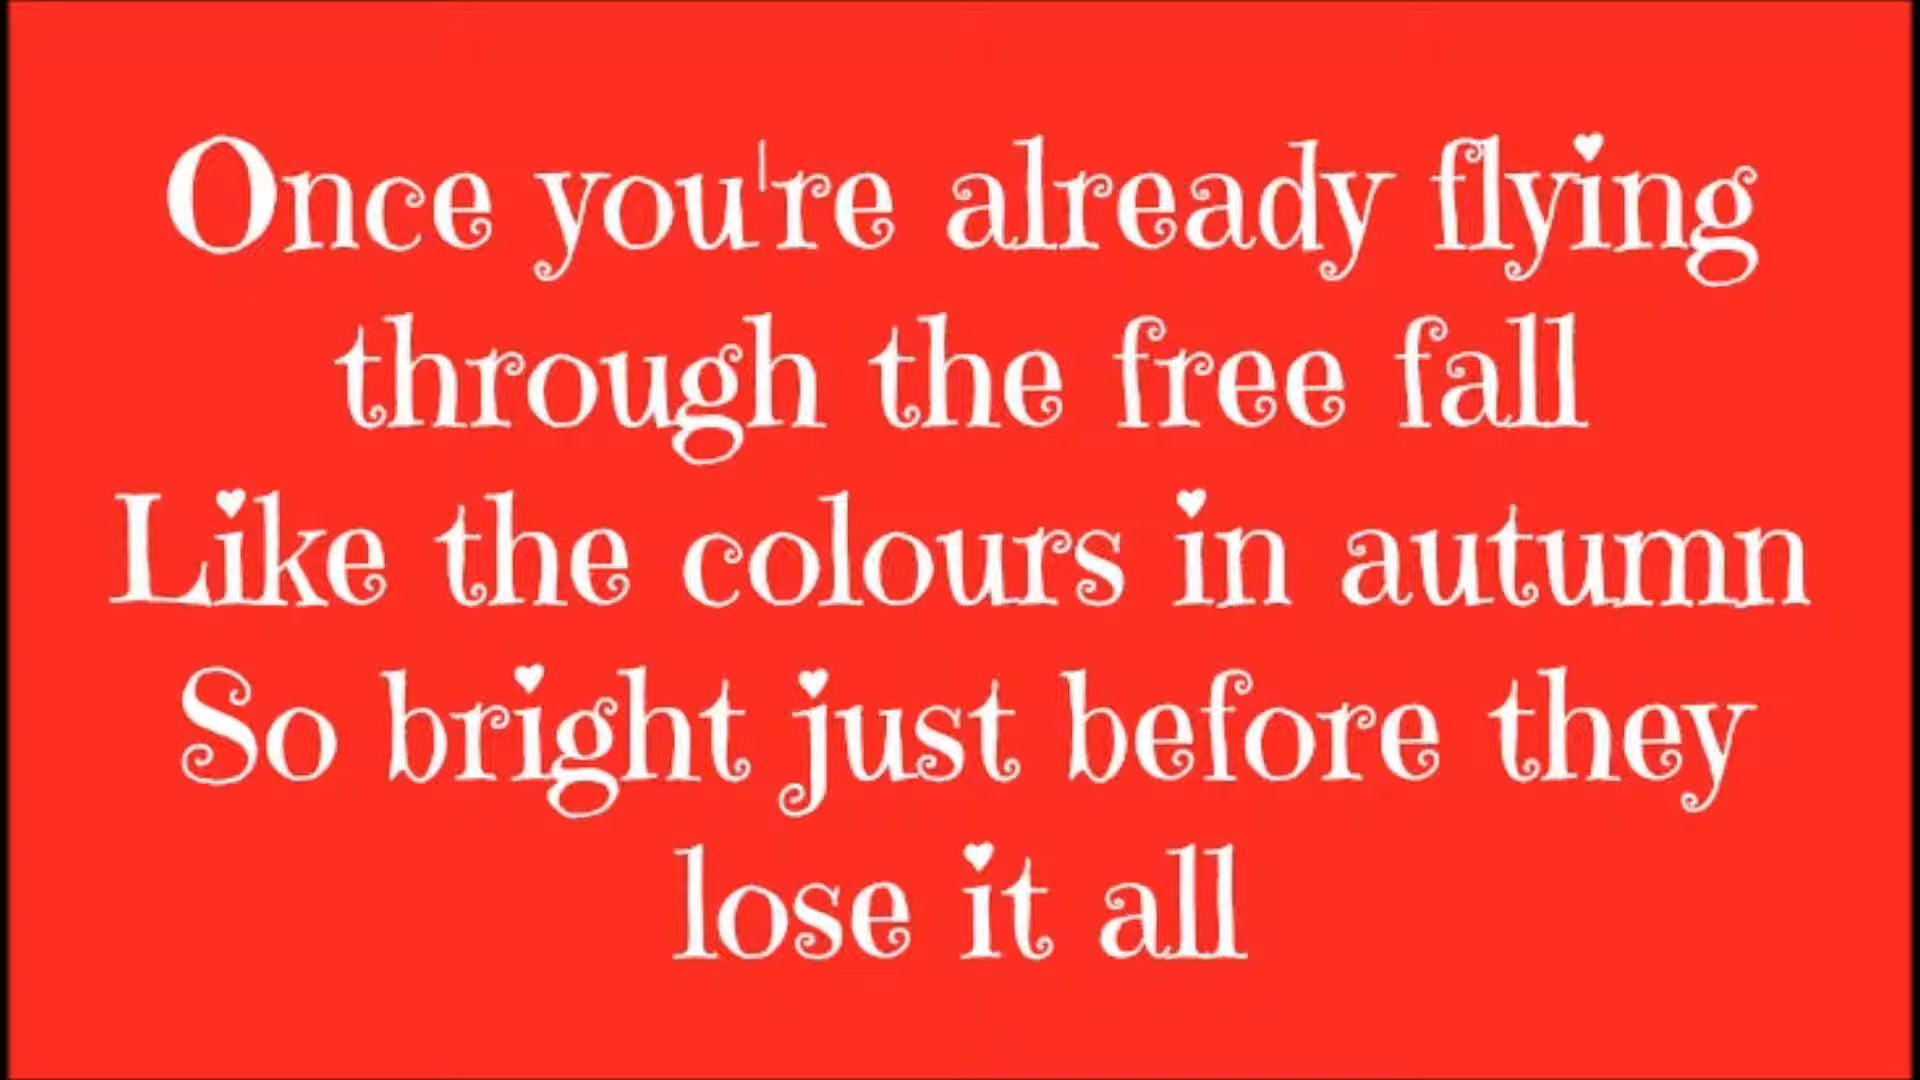 Once you're already flying
through the free fall
Like the colours in autumn
So bright just before they
lose it all